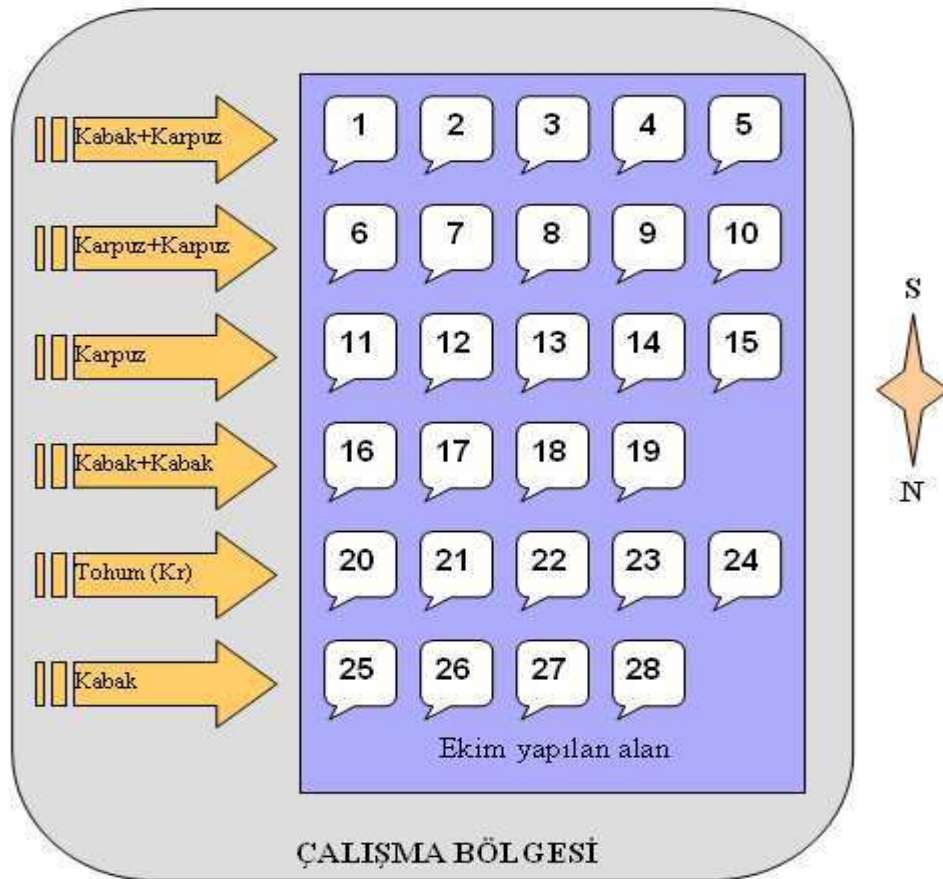 Kabak+Karpuz 1 2 3 4 5
Karpuz+Karpuz 6 7 8 9 10
Karpuz 11 12 13 14 15
Kabak+Kabak 16 17 18 19
Tohum (Kr) 20 21 22 23 24
Kabak 25 26 27 28
Ekim yapılan alan
ÇALIŞMA BÖLGESİ
S
N